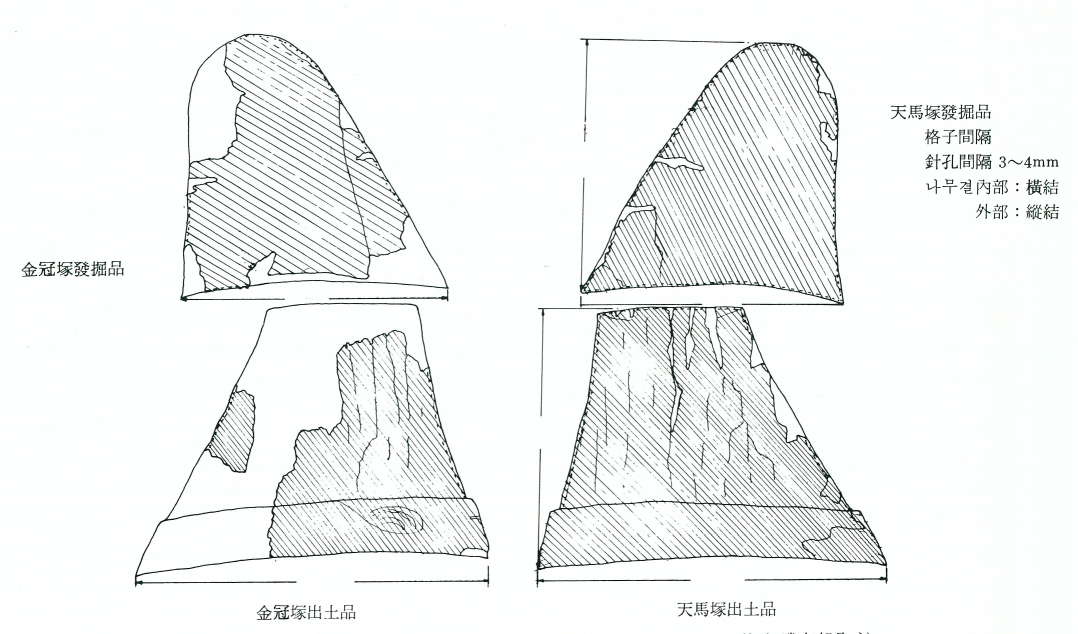 天馬塚發掘品
格子間隔
針孔間隔 3～4mm
나무결內部：橫結
外部：縱結
金冠塚發掘品
金冠塚出土品
天馬塚出土品